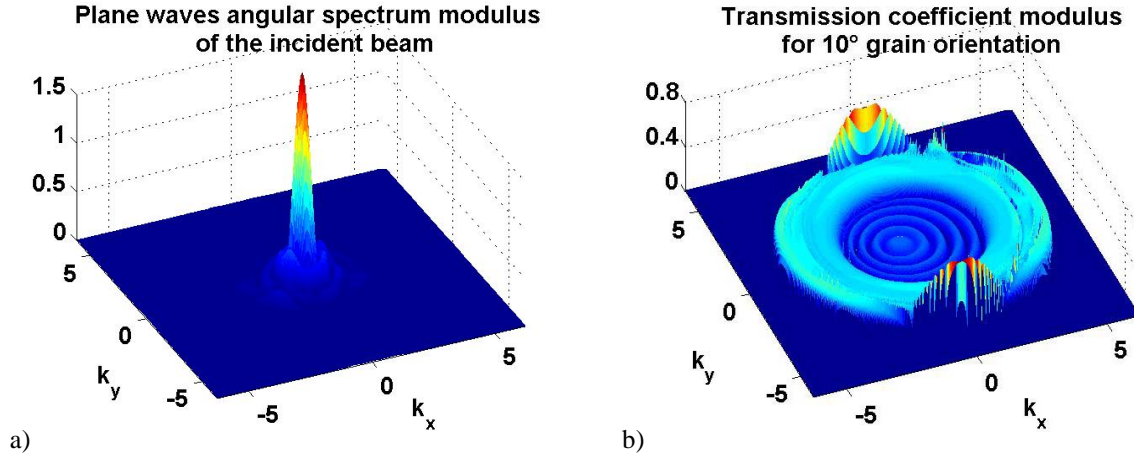 Plane waves angular spectrum modulus
of the incident beam
1.5
1
0.5
0
5
0
-5
k_y
-5
0
5
k_x
a)
Transmission coefficient modulus
for 10° grain orientation
0.8
0.4
0
5
0
-5
k_y
-5
0
5
k_x
b)